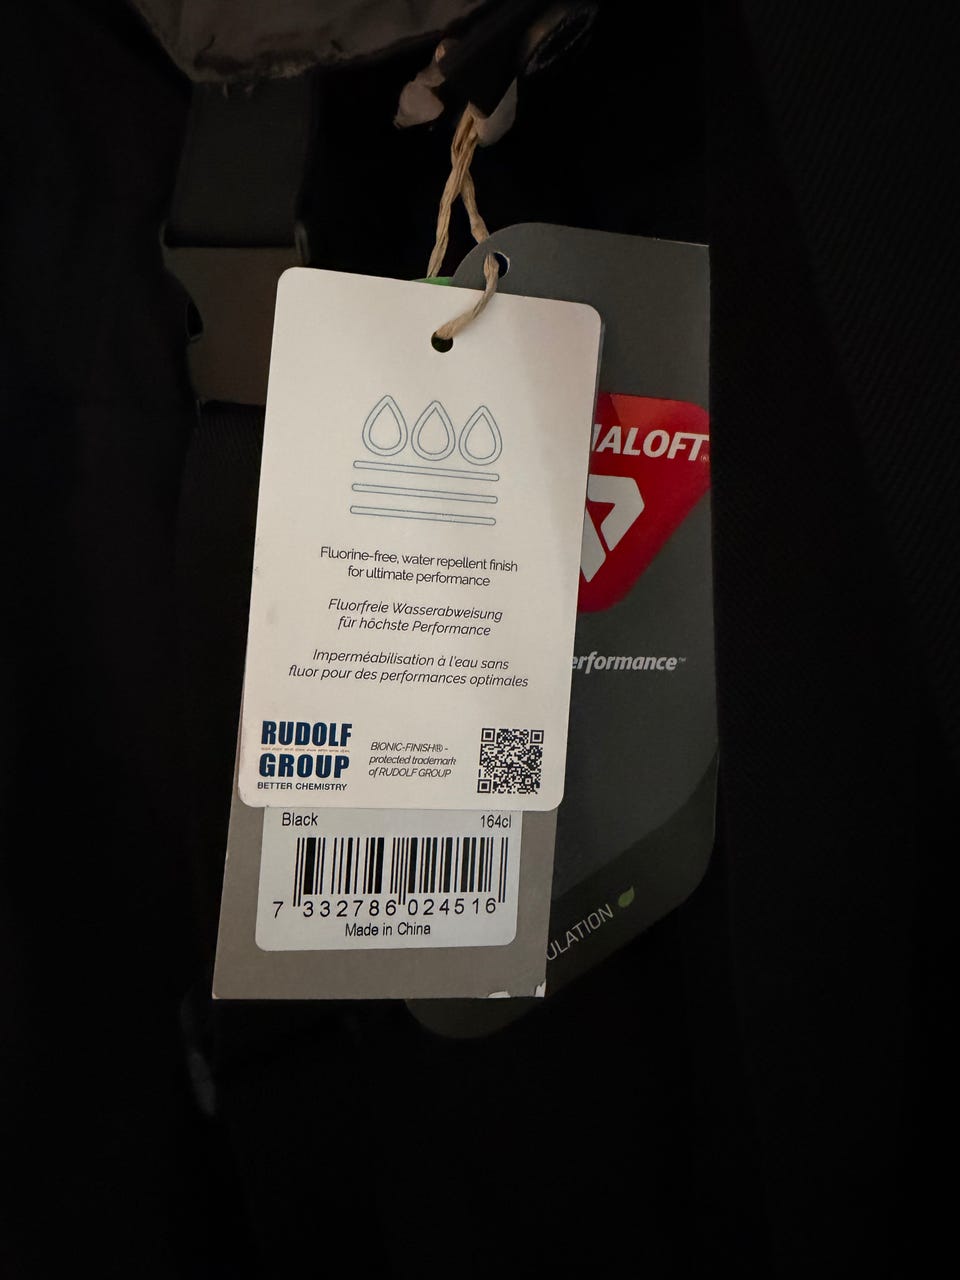 Fluorine-free, water repellent finish
for ultimate performance
Fluorfreie Wasserabweisung
für höchste Performance
Imperméabilisation à l'eau sans
fluor pour des performances optimales
RUDOLF
GROUP
BETTER CHEMISTRY
BIONIC-FINISH® -
protected trademark
of RUDOLF GROUP
Black 164cl
7 332786 024516
Made in China
ALOFT
erformance™
ULATION